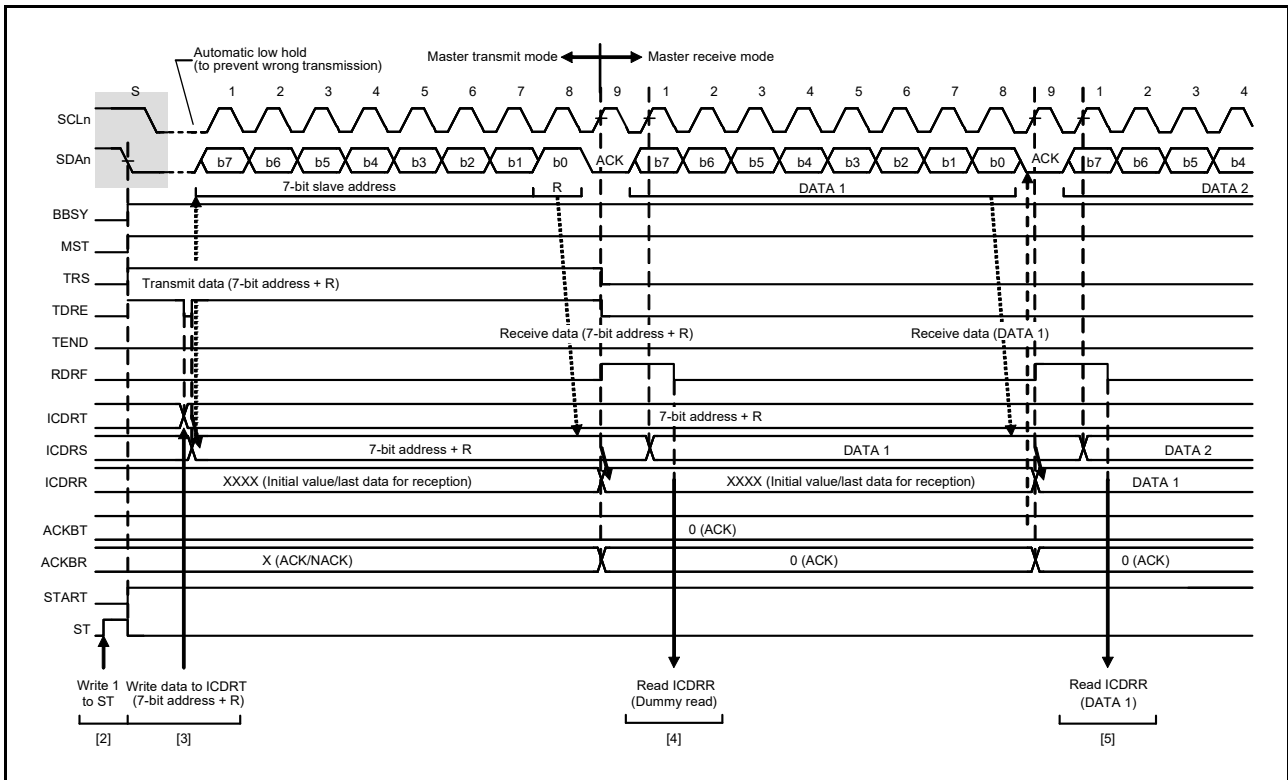 Automatic low hold
(to prevent wrong transmission)
Master transmit mode
Master receive mode
S 1 2 3 4 5 6 7 8 9 1 2 3 4 5 6 7 8 9 1 2 3 4
SCLn
SDAn b7 b6 b5 b4 b3 b2 b1 b0 ACK b7 b6 b5 b4 b3 b2 b1 b0 ACK b7 b6 b5 b4
7-bit slave address R DATA 1 DATA 2
BBSY
MST
TRS
Transmit data (7-bit address + R)
TDRE
Receive data (7-bit address + R) Receive data (DATA 1)
TEND
RDRF
ICDRT 7-bit address + R
ICDRS 7-bit address + R DATA 1 DATA 2
ICDRR XXXX (Initial value/last data for reception) XXXX (Initial value/last data for reception) DATA 1
ACKBT 0 (ACK)
ACKBR X (ACK/NACK) 0 (ACK) 0 (ACK)
START
ST
Write 1
to ST
Write data to ICDRT
(7-bit address + R)
Read ICDRR
(Dummy read)
Read ICDRR
(DATA 1)
[2] [3] [4] [5]